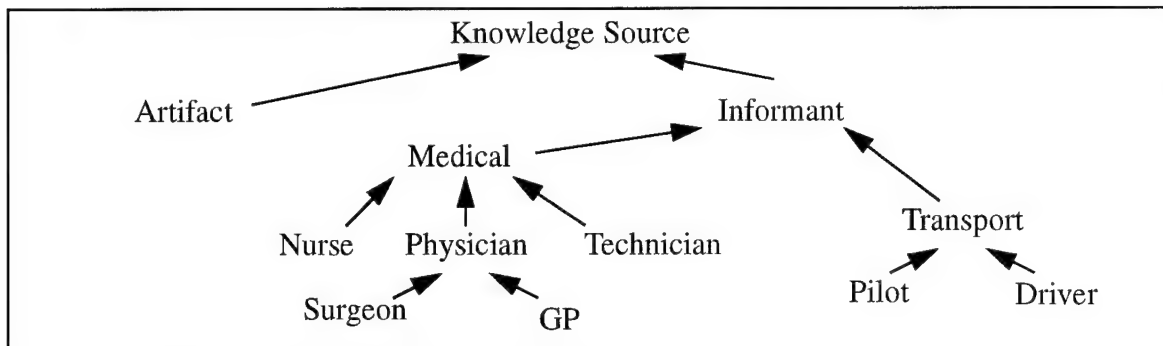 Knowledge Source
Artifact
Informant
Medical
Transport
Nurse
Physician
Technician
Pilot
Driver
Surgeon
GP